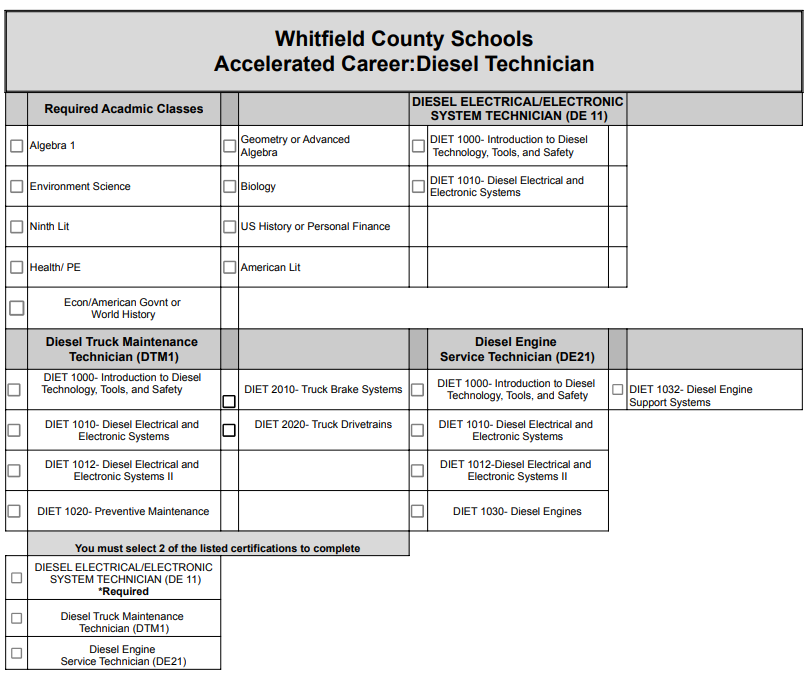 Whitfield County Schools
Accelerated Career:Diesel Technician
Required Acadmic Classes
DIESEL ELECTRICAL/ELECTRONIC
SYSTEM TECHNICIAN (DE 11)
Algebra 1
Geometry or Advanced
Algebra
DIET 1000- Introduction to Diesel
Technology, Tools, and Safety
Environment Science
Biology
DIET 1010- Diesel Electrical and
Electronic Systems
Ninth Lit
US History or Personal Finance
Health/ PE
American Lit
Econ/American Govnt or
World History
Diesel Truck Maintenance
Technician (DTM1)
Diesel Engine
Service Technician (DE21)
DIET 1000- Introduction to Diesel
Technology, Tools, and Safety
DIET 2010- Truck Brake Systems
DIET 1000- Introduction to Diesel
Technology, Tools, and Safety
DIET 1032- Diesel Engine
Support Systems
DIET 1010- Diesel Electrical and
Electronic Systems
DIET 2020- Truck Drivetrains
DIET 1010- Diesel Electrical and
Electronic Systems
DIET 1012- Diesel Electrical and
Electronic Systems II
DIET 1012-Diesel Electrical and
Electronic Systems II
DIET 1020- Preventive Maintenance
DIET 1030- Diesel Engines
You must select 2 of the listed certifications to complete
DIESEL ELECTRICAL/ELECTRONIC
SYSTEM TECHNICIAN (DE 11)
*Required
Diesel Truck Maintenance
Technician (DTM1)
Diesel Engine
Service Technician (DE21)